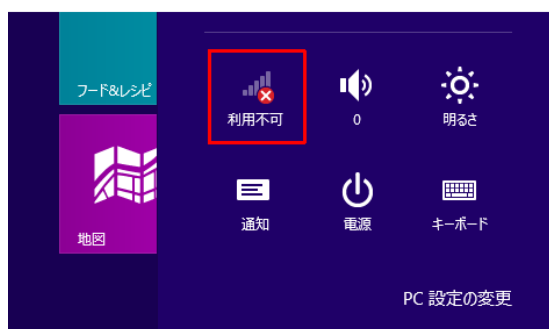 フード&レシピ
地図
利用不可
0
明るさ
通知
電源
キーボード
PC 設定の変更